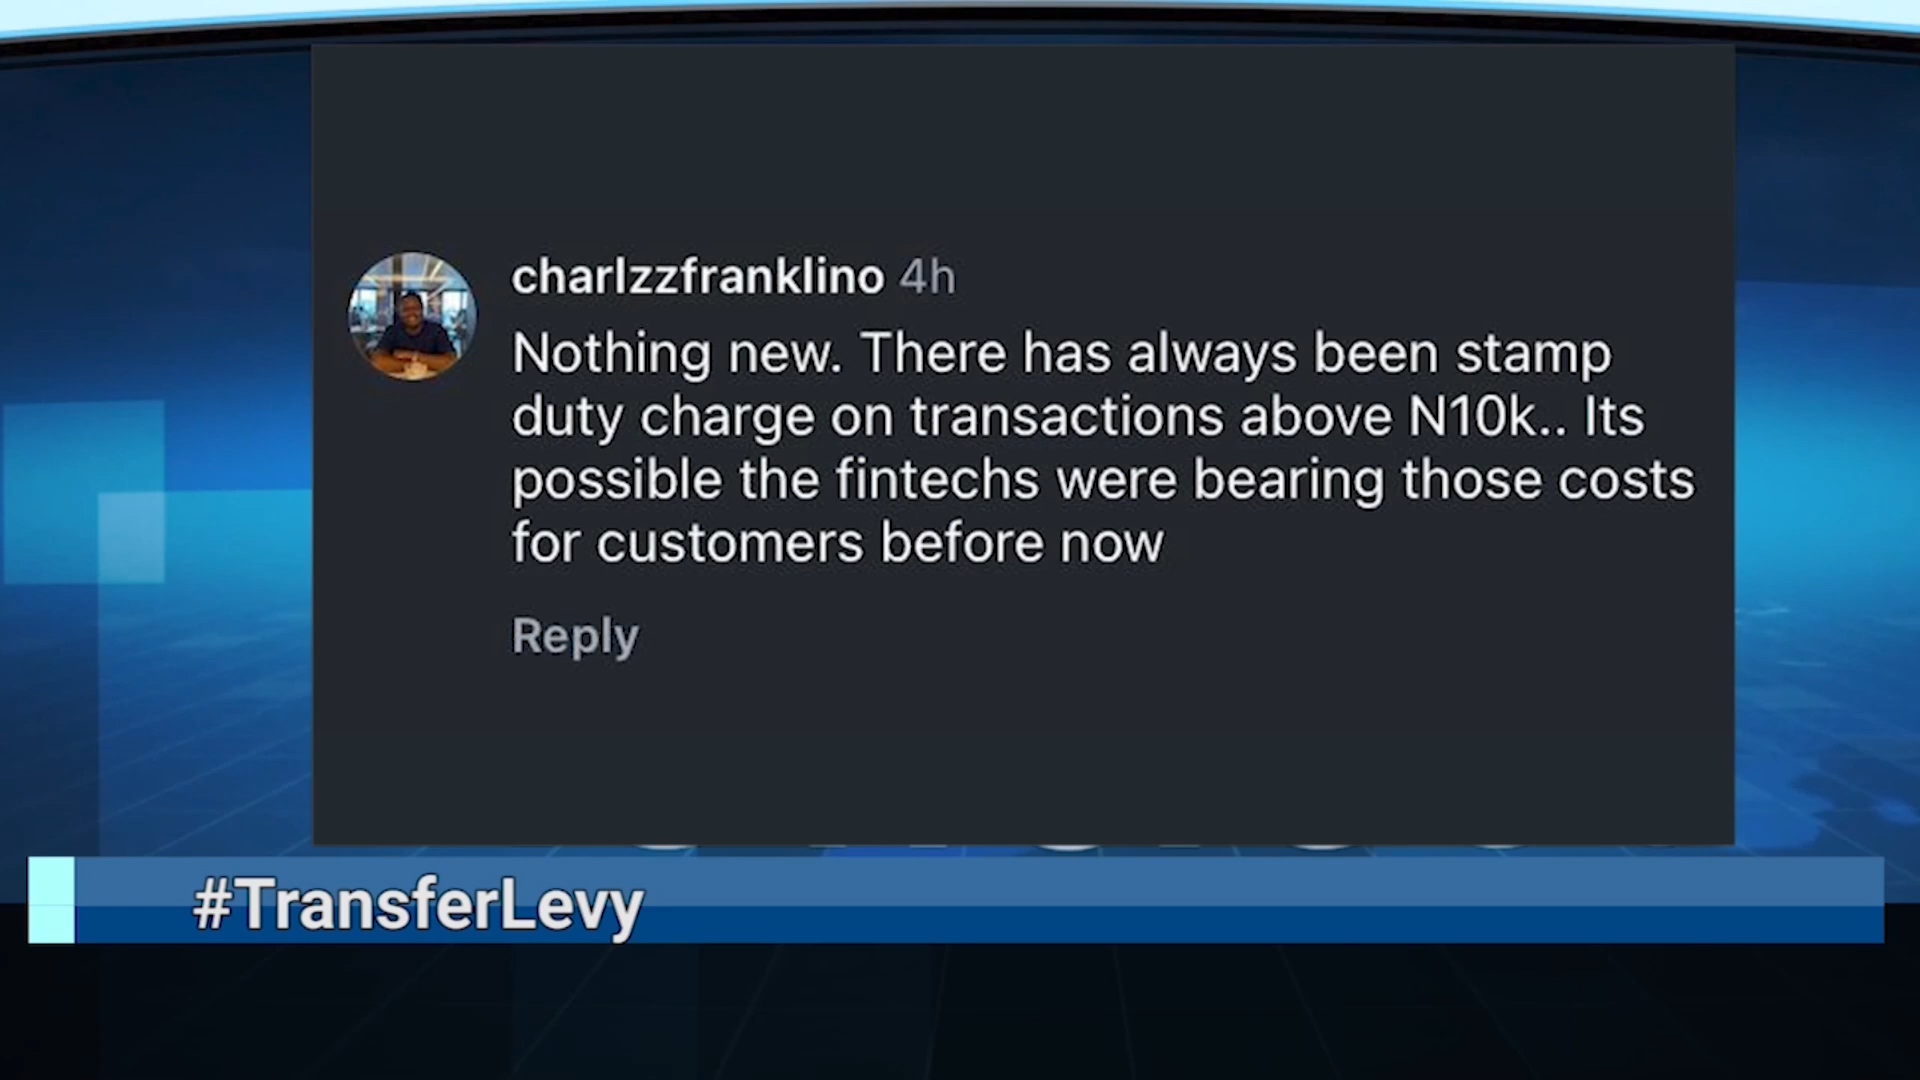 charlzzfranklino 4h
Nothing new. There has always been stamp
duty charge on transactions above N10k.. Its
possible the fintechs were bearing those costs
for customers before now
Reply
#TransferLevy